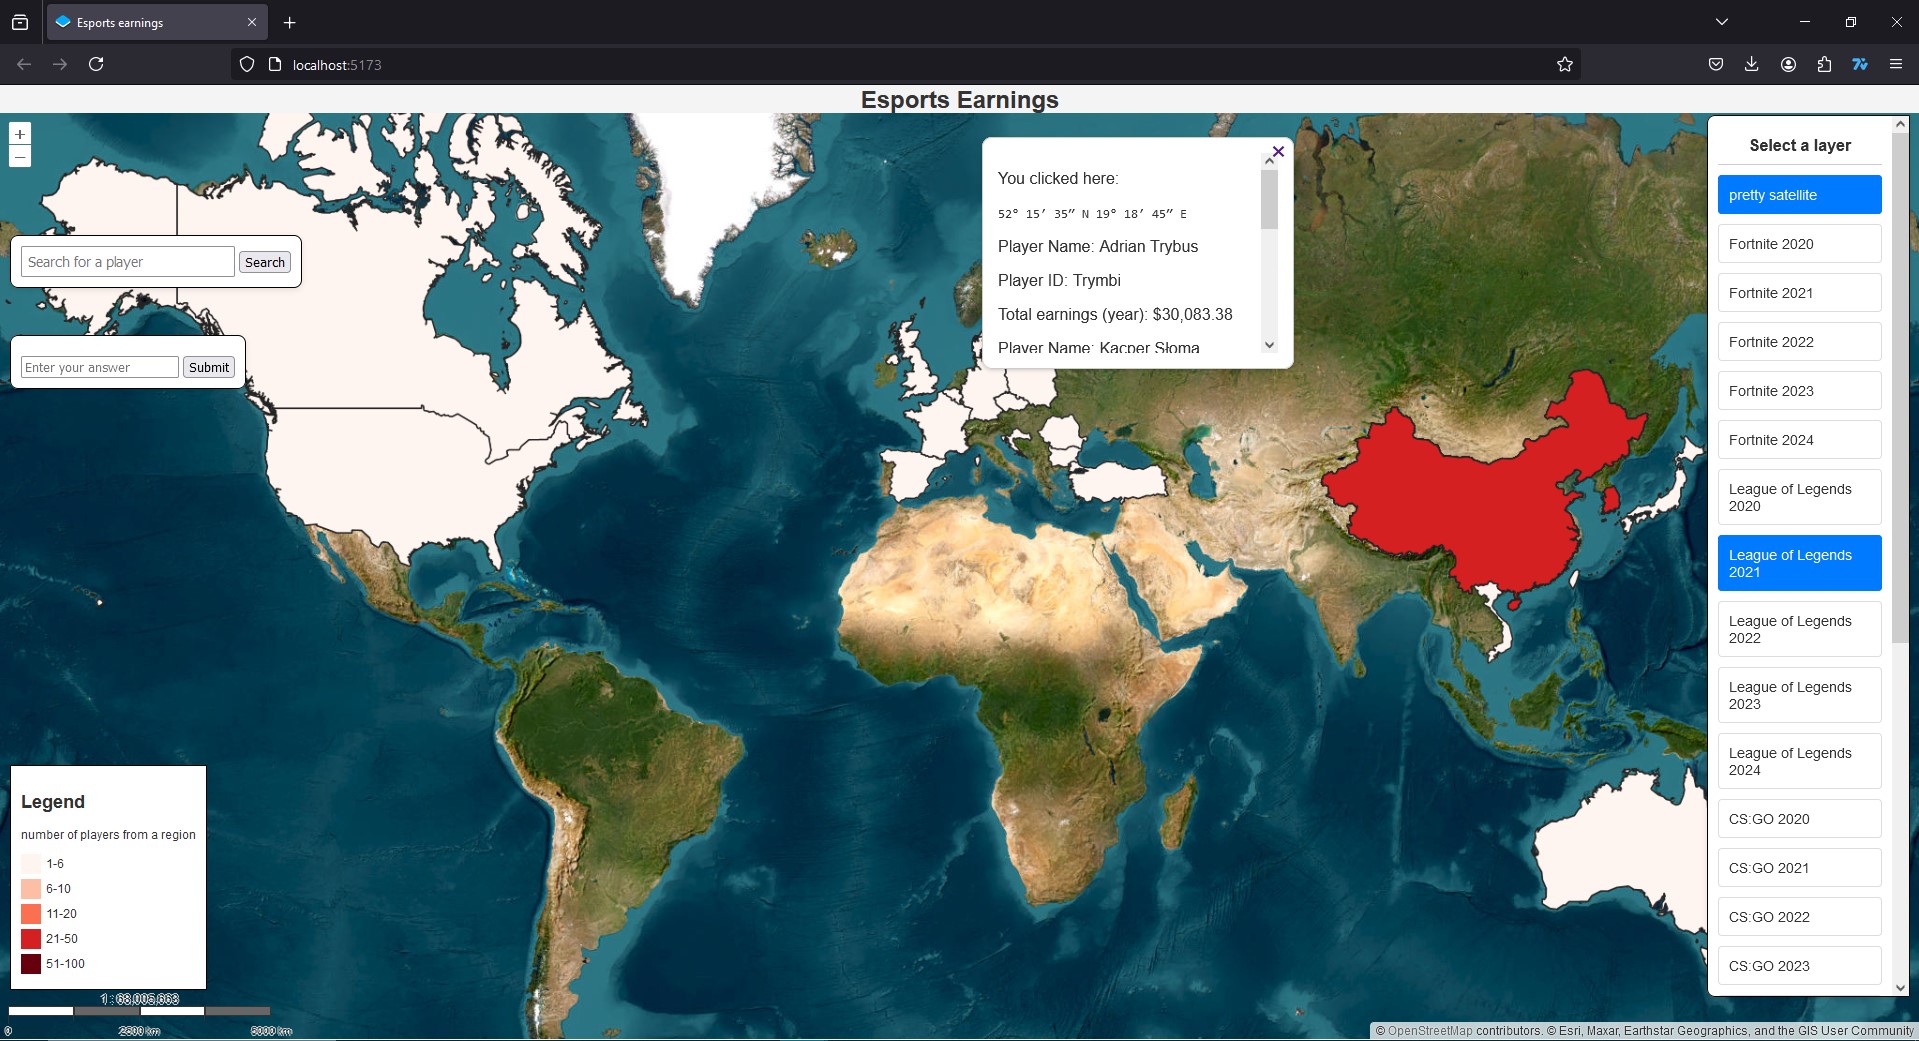 Esports earnings
localhost:5173
Esports Earnings
+
–
Search for a player
Search
Enter your answer
Submit
You clicked here:
52° 15′ 35″ N 19° 18′ 45″ E
Player Name: Adrian Trybus
Player ID: Trymbi
Total earnings (year): $30,083.38
Player Name: Kacper Słoma
Select a layer
pretty satellite
Fortnite 2020
Fortnite 2021
Fortnite 2022
Fortnite 2023
Fortnite 2024
League of Legends
2020
League of Legends
2021
League of Legends
2022
League of Legends
2023
League of Legends
2024
CS:GO 2020
CS:GO 2021
CS:GO 2022
CS:GO 2023
Legend
number of players from a region
1-6
6-10
11-20
21-50
51-100
1 : 68,005,663
0 2500 km 5000 km
© OpenStreetMap contributors. © Esri, Maxar, Earthstar Geographics, and the GIS User Community